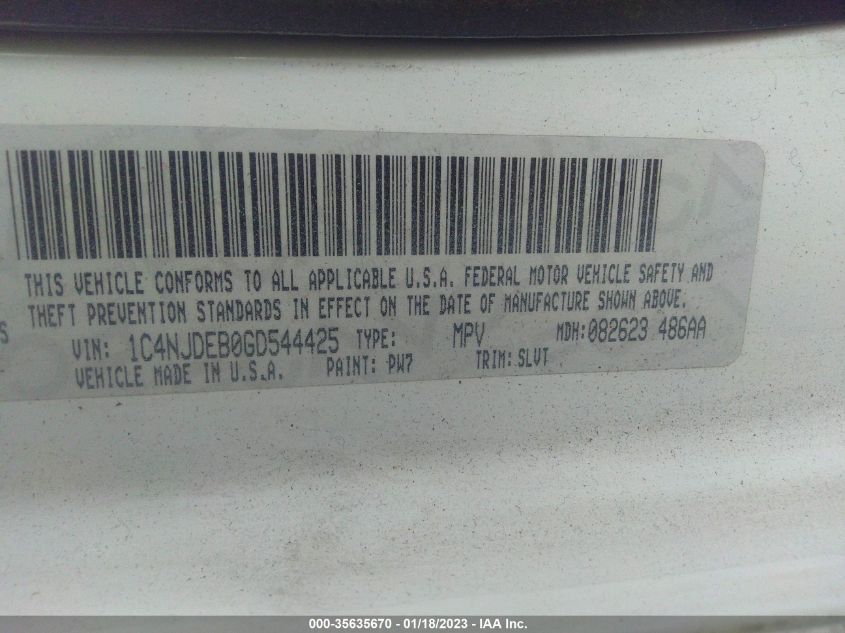 THIS VEHICLE CONFORMS TO ALL APPLICABLE U.S.A. FEDERAL MOTOR VEHICLE SAFETY AND
THEFT PREVENTION STANDARDS IN EFFECT ON THE DATE OF MANUFACTURE SHOWN ABOVE.
S
VIN: 1C4NJDEB0GD544425 TYPE: MPV MDH:082623 486AA
VEHICLE MADE IN U.S.A. PAINT: PW7 TRIM:SLVT
000-35635670 - 01/18/2023 - IAA Inc.